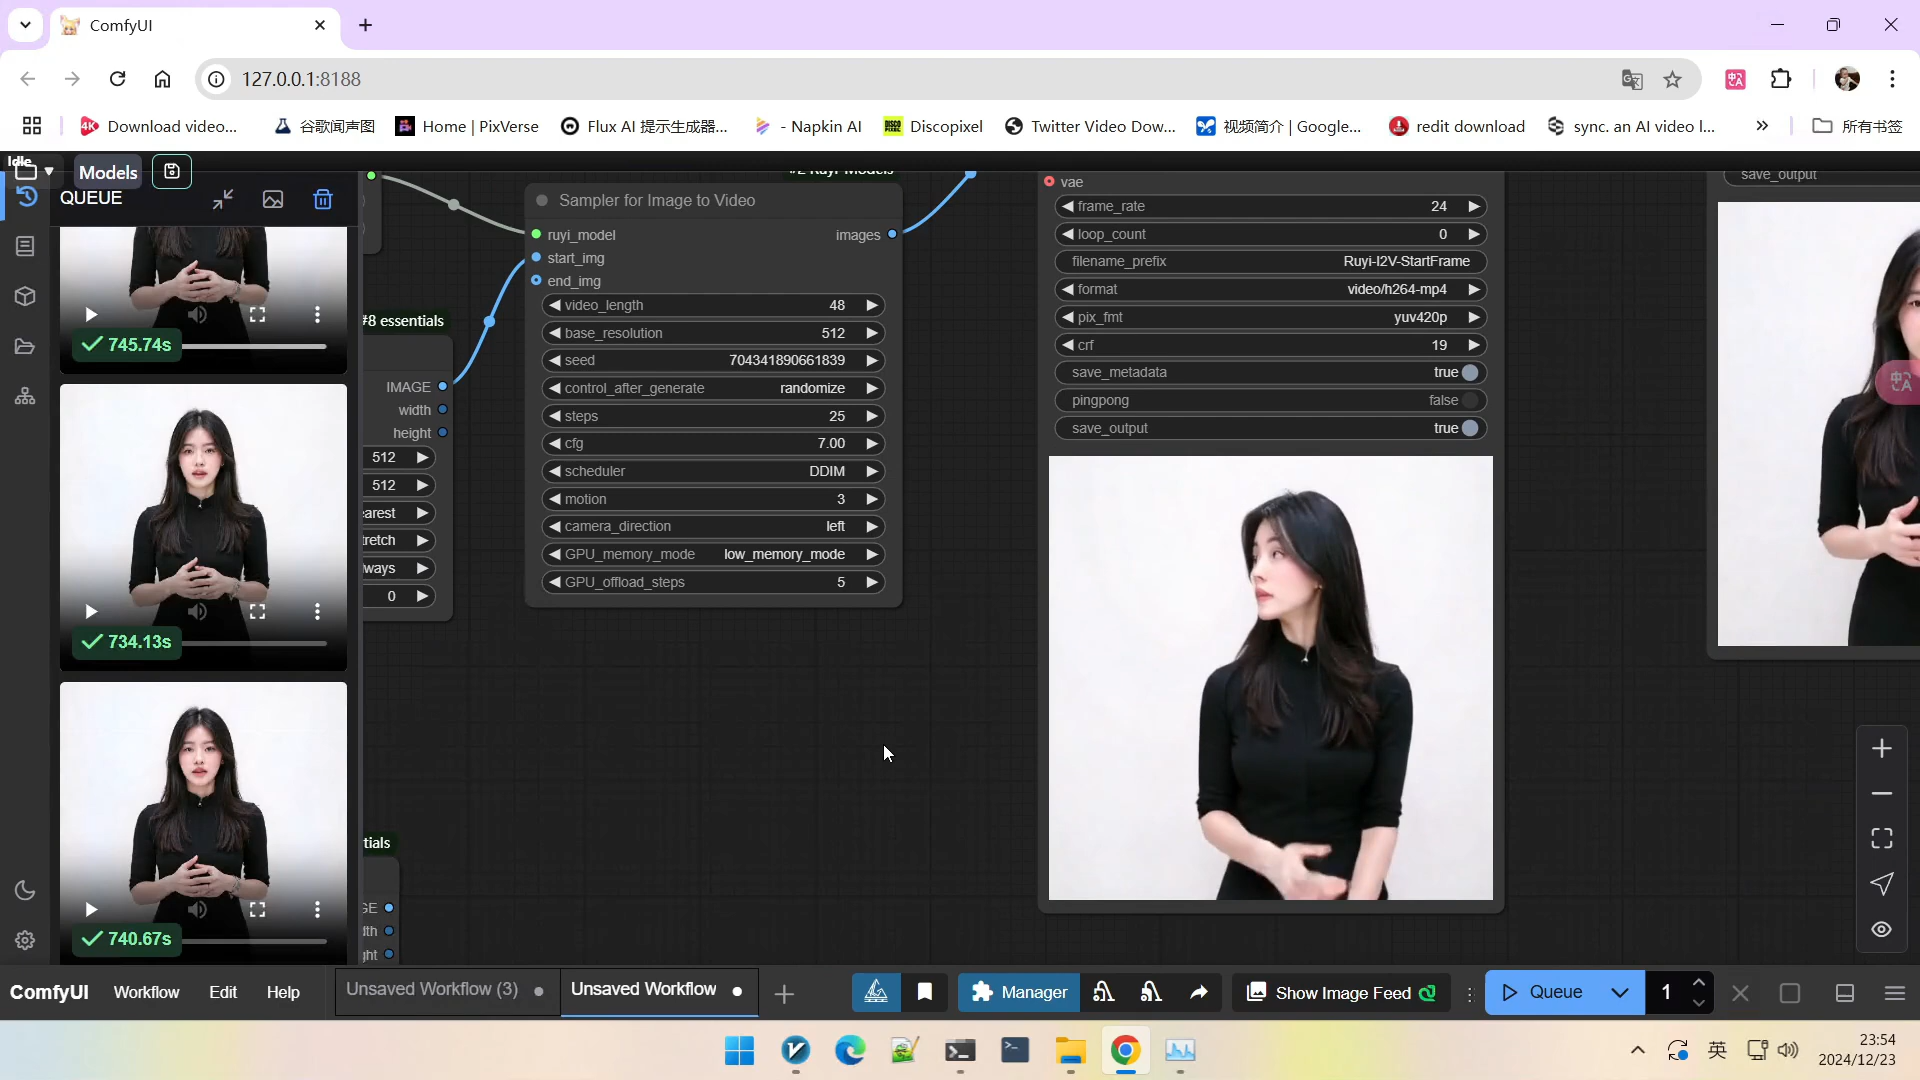 ComfyUI
127.0.0.1:8188
Download video...
谷歌闻声图
Home | PixVerse
Flux AI 提示生成器...
- Napkin AI
Discopixel
Twitter Video Dow...
视频简介 | Google...
redit download
sync. an AI video l...
所有书签
Idle
Models
QUEUE
745.74s
734.13s
740.67s
#8 essentials
IMAGE
width
height
512
512
earest
tretch
lways
0
tials
GE
dth
ght
Sampler for Image to Video
ruyi_model
images
start_img
end_img
video_length 48
base_resolution 512
seed 704341890661839
control_after_generate randomize
steps 25
cfg 7.00
scheduler DDIM
motion 3
camera_direction left
GPU_memory_mode low_memory_mode
GPU_offload_steps 5
vae
frame_rate 24
loop_count 0
filename_prefix Ruyi-I2V-StartFrame
format video/h264-mp4
pix_fmt yuv420p
crf 19
save_metadata true
pingpong false
save_output true
save_output
ComfyUI
Workflow
Edit
Help
Unsaved Workflow (3)
Unsaved Workflow
Manager
Show Image Feed
Queue
1
英
23:54
2024/12/23